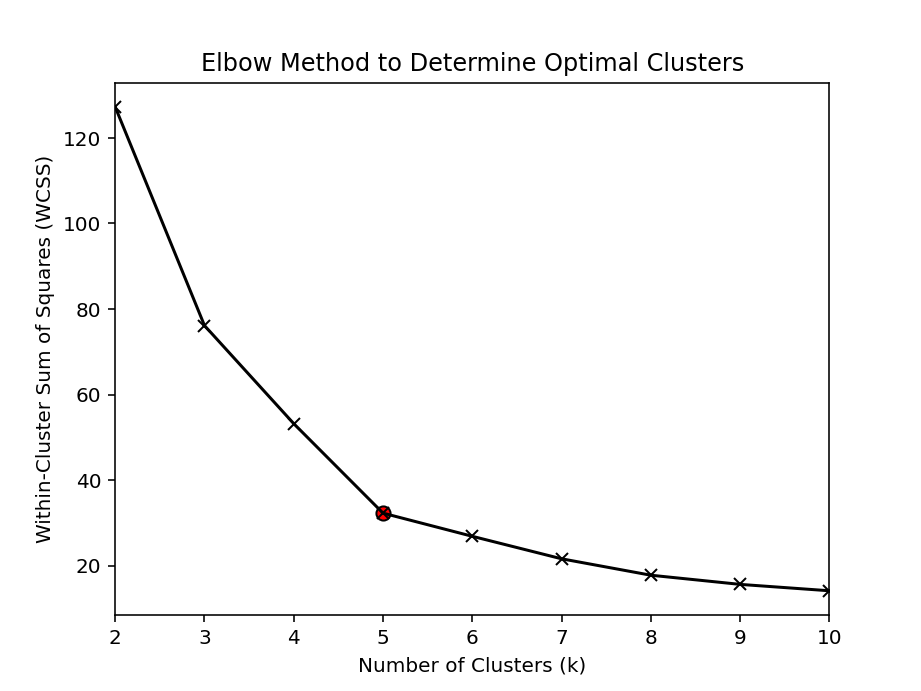 Elbow Method to Determine Optimal Clusters
120
100
80
60
40
20
Within-Cluster Sum of Squares (WCSS)
2 3 4 5 6 7 8 9 10
Number of Clusters (k)